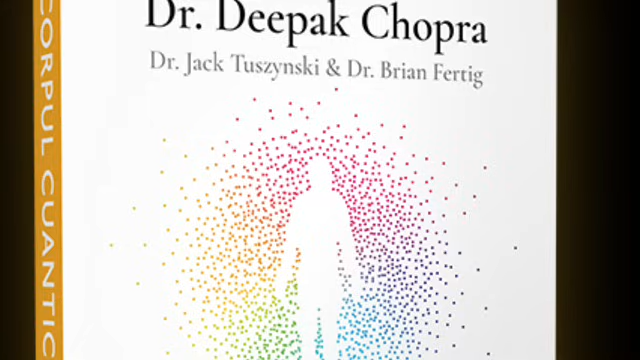 Dr. Deepak Chopra
Dr. Jack Tuszynski & Dr. Brian Fertig
CORPUL CUANTIC